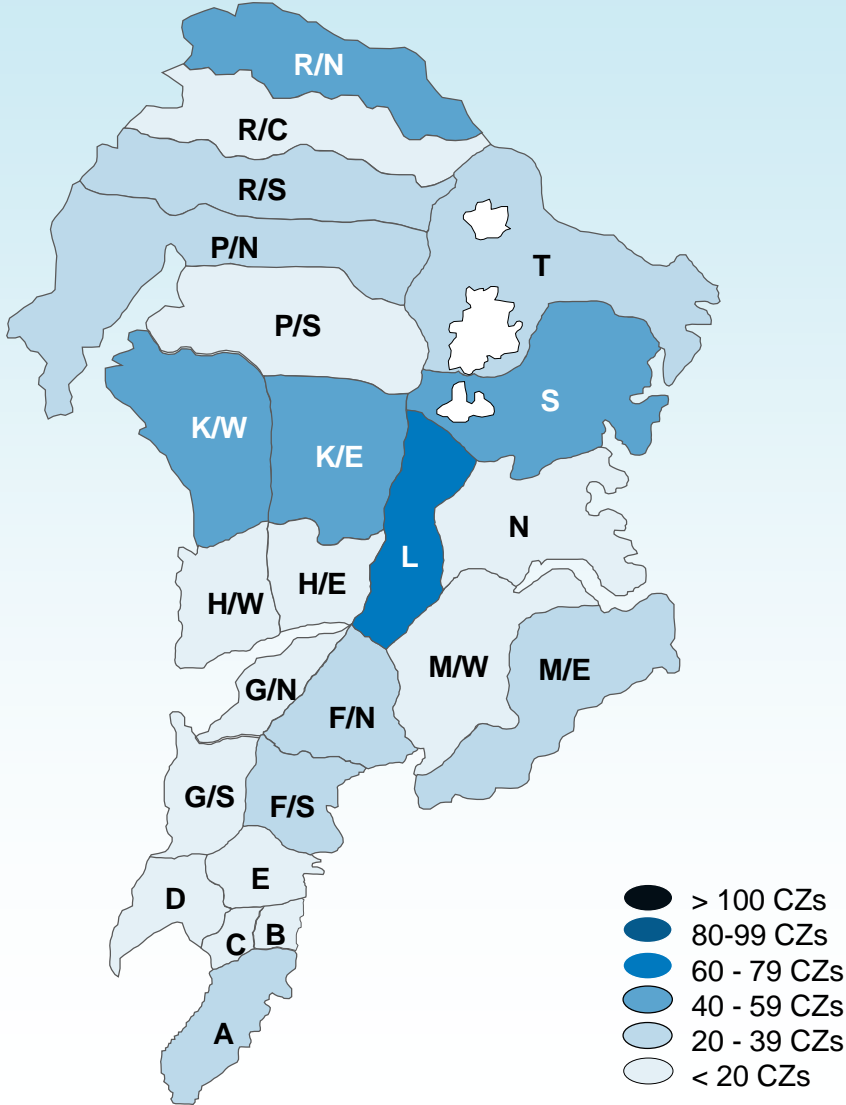 R/N
R/C
R/S
P/N
T
P/S
K/W
K/E
S
N
L
H/W
H/E
M/W
M/E
G/N
F/N
G/S
F/S
E
D
C
B
A
> 100 CZs
80-99 CZs
60 - 79 CZs
40 - 59 CZs
20 - 39 CZs
< 20 CZs